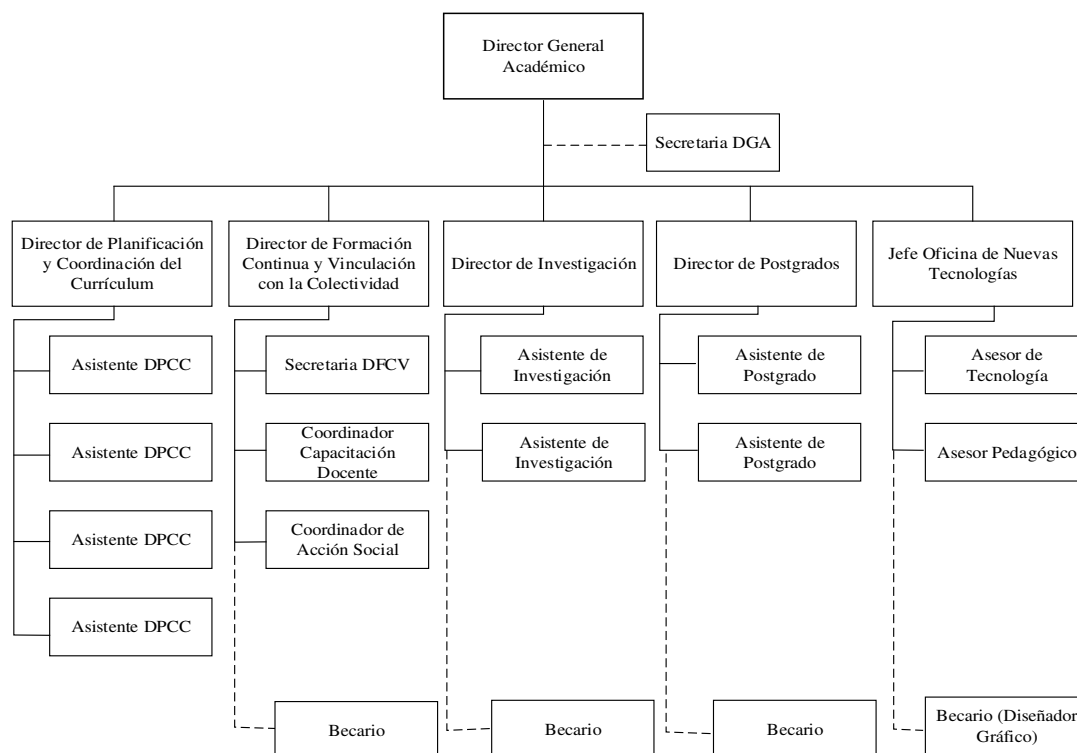 Director General
Académico
Secretaria DGA
Director de Planificación
y Coordinación del
Currículum
Director de Formación
Continua y Vinculación
con la Colectividad
Director de Investigación
Director de Postgrados
Jefe Oficina de Nuevas
Tecnologías
Asistente DPCC
Secretaria DFCV
Asistente de
Investigación
Asistente de
Postgrado
Asesor de
Tecnología
Asistente DPCC
Coordinador
Capacitación
Docente
Asistente de
Investigación
Asistente de
Postgrado
Asesor Pedagógico
Asistente DPCC
Coordinador de
Acción Social
Asistente DPCC
Becario
Becario
Becario
Becario (Diseñador
Gráfico)